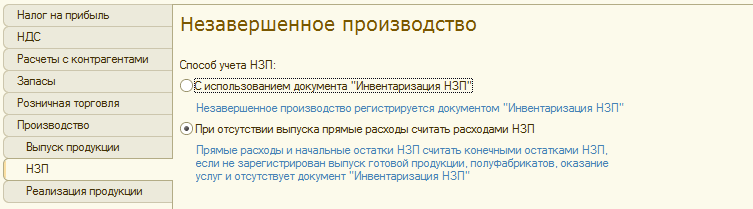 Налог на прибыль
НДС
Расчеты с контрагентами
Запасы
Розничная торговля
Производство
Выпуск продукции
НЗП
Реализация продукции
Незавершенное производство
Способ учета НЗП:
С использованием документа "Инвентаризация НЗП"
Незавершенное производство регистрируется документом "Инвентаризация НЗП"
При отсутствии выпуска прямые расходы считать расходами НЗП
Прямые расходы и начальные остатки НЗП считать конечными остатками НЗП,
если не зарегистрирован выпуск готовой продукции, полуфабрикатов, оказание
услуг и отсутствует документ "Инвентаризация НЗП"